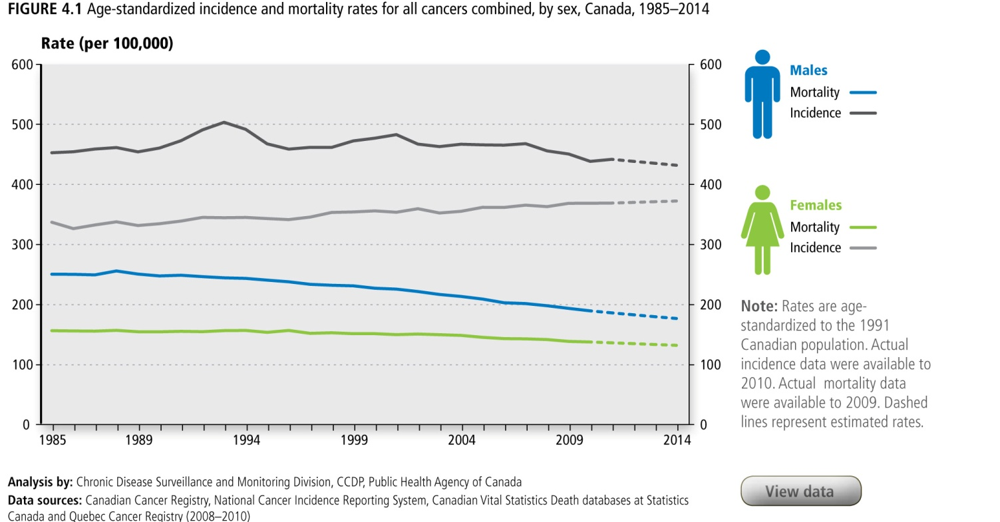 FIGURE 4.1 Age-standardized incidence and mortality rates for all cancers combined, by sex, Canada, 1985–2014
Rate (per 100,000)
600
500
400
300
200
100
0
600
500
400
300
200
100
0
1985
1989
1994
1999
2004
2009
2014
Males
Mortality
Incidence
Females
Mortality
Incidence
Note: Rates are age-
standardized to the 1991
Canadian population. Actual
incidence data were available to
2010. Actual mortality data
were available to 2009. Dashed
lines represent estimated rates.
Analysis by: Chronic Disease Surveillance and Monitoring Division, CCDP, Public Health Agency of Canada
Data sources: Canadian Cancer Registry, National Cancer Incidence Reporting System, Canadian Vital Statistics Death databases at Statistics
Canada and Quebec Cancer Registry (2008–2010)
View data